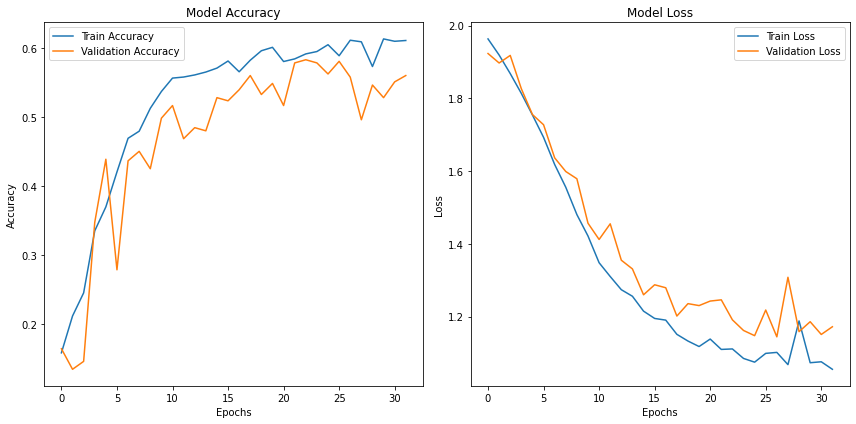 Model Accuracy
Train Accuracy
Validation Accuracy
0.6
0.5
0.4
0.3
0.2
Accuracy
0 5 10 15 20 25 30
Epochs
Model Loss
Train Loss
Validation Loss
2.0
1.8
1.6
1.4
1.2
Loss
0 5 10 15 20 25 30
Epochs